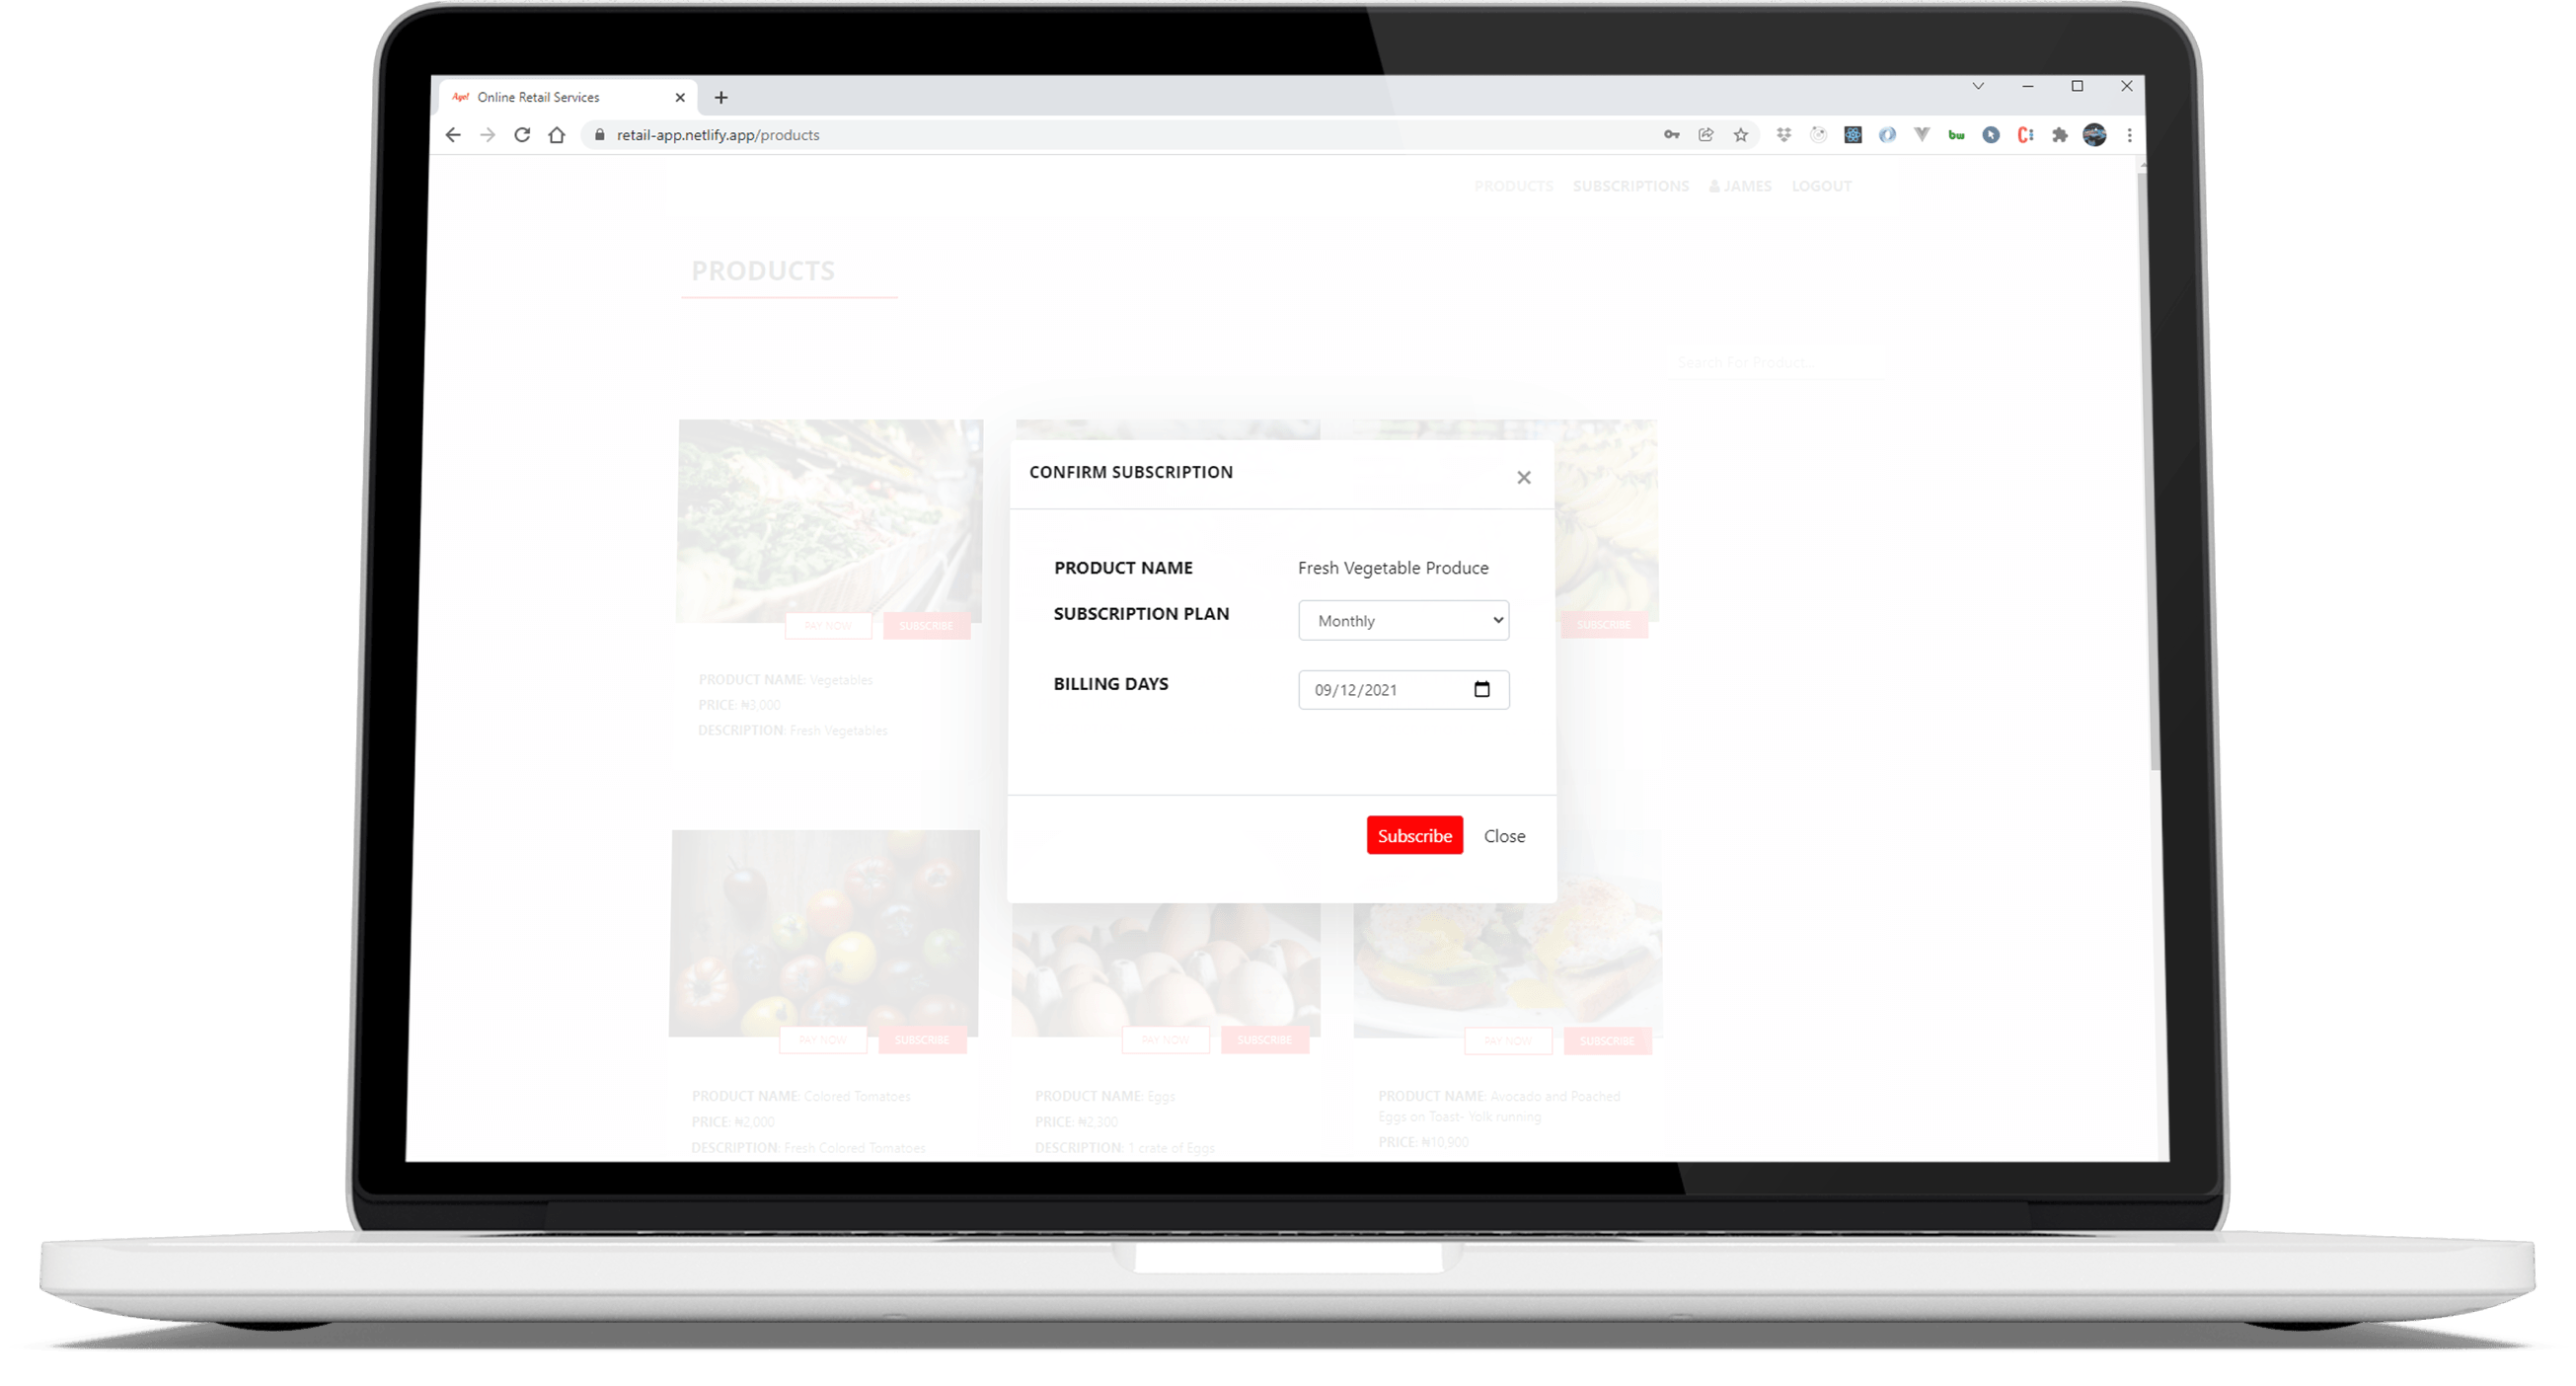 Aye! Online Retail Services
retail-app.netlify.app/products
bw
PRODUCTS SUBSCRIPTIONS JAMES LOGOUT
PRODUCTS
Search For Product...
CONFIRM SUBSCRIPTION ×
PRODUCT NAME Fresh Vegetable Produce
SUBSCRIPTION PLAN Monthly
BILLING DAYS 09/12/2021
Subscribe Close
PAY NOW SUBSCRIBE
SUBSCRIBE
PRODUCT NAME: Vegetables
PRICE: ₦3,000
DESCRIPTION: Fresh Vegetables
PAY NOW SUBSCRIBE
PAY NOW SUBSCRIBE
PAY NOW SUBSCRIBE
PRODUCT NAME: Colored Tomatoes
PRICE: ₦2,000
DESCRIPTION: Fresh Colored Tomatoes
PRODUCT NAME: Eggs
PRICE: ₦2,300
DESCRIPTION: 1 crate of Eggs
PRODUCT NAME: Avocado and Poached
Eggs on Toast- Yolk running
PRICE: ₦10,900